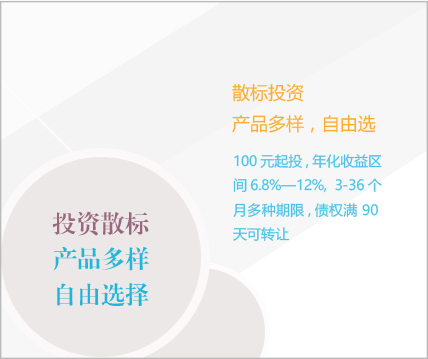 散标投资
产品多样，自由选
100 元起投，年化收益区
间 6.8%—12%, 3-36 个
月多种期限，债权满 90
天可转让
投资散标
产品多样
自由选择